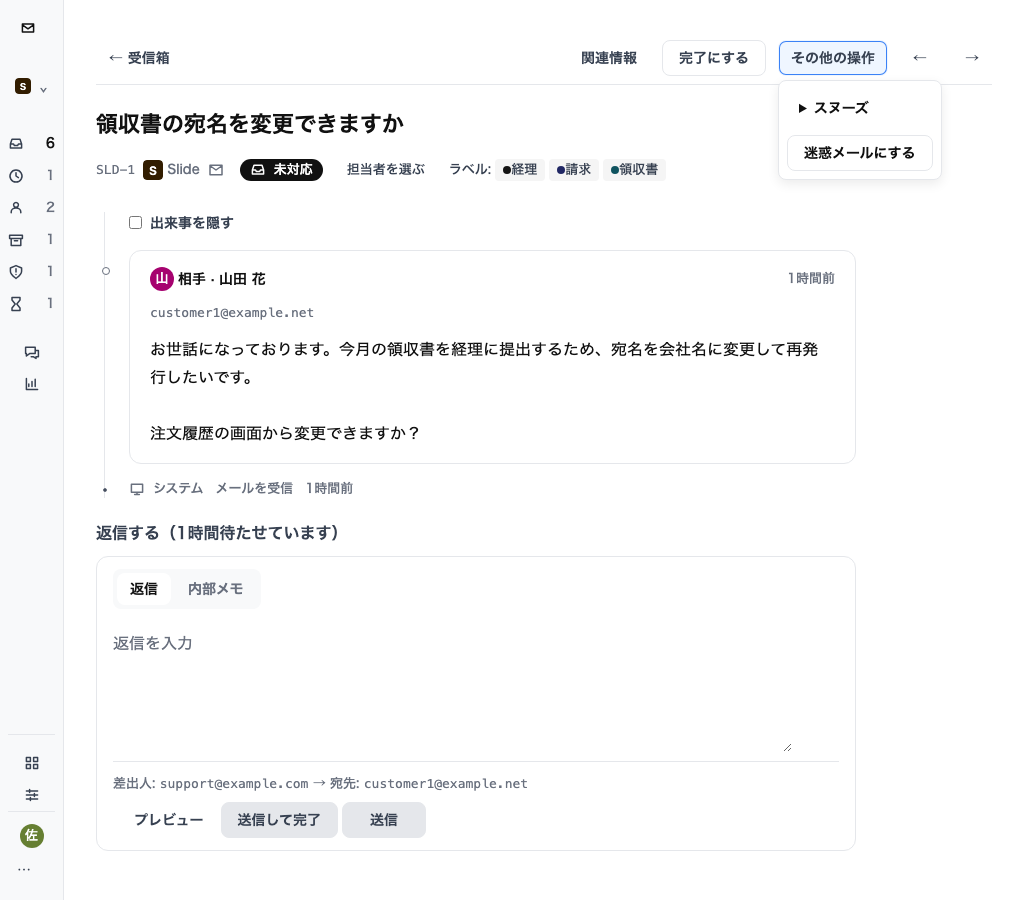 ← 受信箱
関連情報
完了にする
その他の操作
← →
▶ スヌーズ
迷惑メールにする
領収書の宛名を変更できますか
SLD-1 S Slide 未対応 担当者を選ぶ ラベル: 経理 請求 領収書
S
6
1
2
1
1
1
出来事を隠す
山 相手 · 山田 花
1時間前
customer1@example.net
お世話になっております。今月の領収書を経理に提出するため、宛名を会社名に変更して再発
行したいです。
注文履歴の画面から変更できますか？
システム メールを受信 1時間前
返信する（1時間待たせています）
返信 内部メモ
返信を入力
差出人: support@example.com → 宛先: customer1@example.net
プレビュー 送信して完了 送信
佐
…